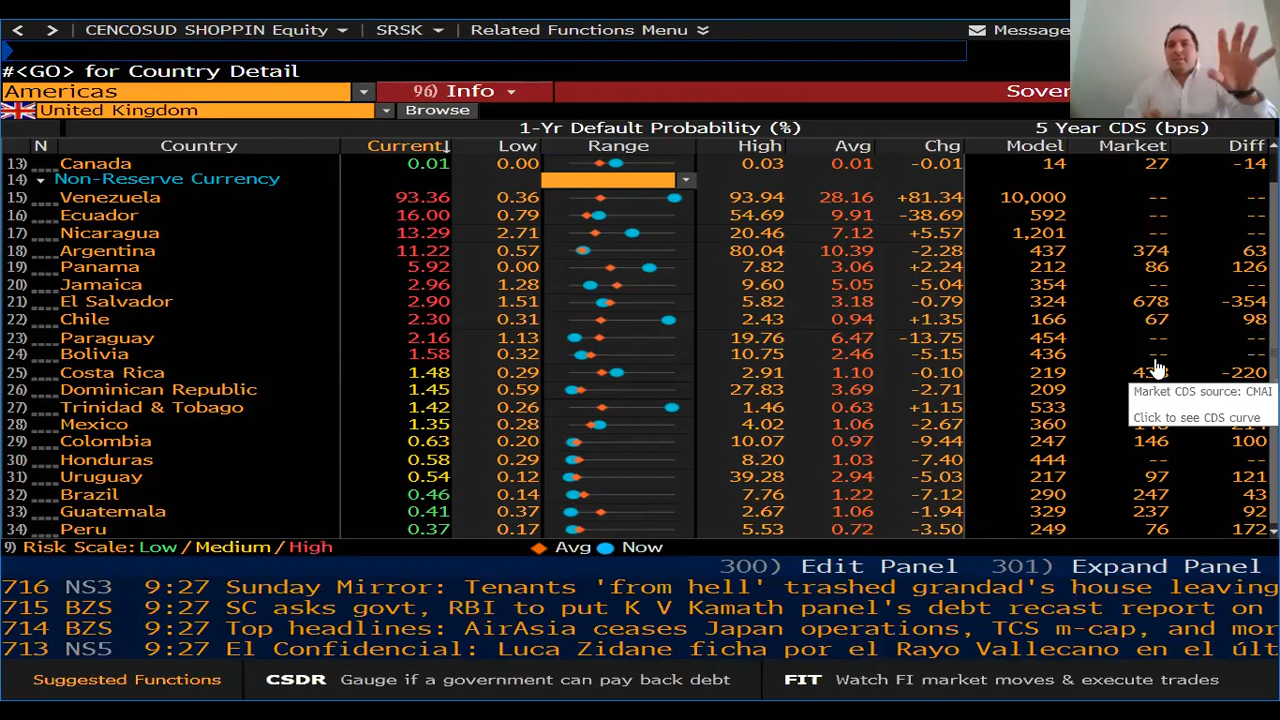 < > CENCOSUD SHOPPIN Equity SRSK Related Functions Menu Message
#<GO> for Country Detail
Americas 96) Info Sover
United Kingdom Browse
1-Yr Default Probability (%) 5 Year CDS (bps)
N Country Current↓ Low Range High Avg Chg Model Market Diff
13) Canada 0.01 0.00 0.03 0.01 -0.01 14 27 -14
14) Non-Reserve Currency
15) Venezuela 93.36 0.36 93.94 28.16 +81.34 10,000 -- --
16) Ecuador 16.00 0.79 54.69 9.91 -38.69 592 -- --
17) Nicaragua 13.29 2.71 20.46 7.12 +5.57 1,201 -- --
18) Argentina 11.22 0.57 80.04 10.39 -2.28 437 374 63
19) Panama 5.92 0.00 7.82 3.06 +2.24 212 86 126
20) Jamaica 2.96 1.28 9.60 5.05 -5.04 354 -- --
21) El Salvador 2.90 1.51 5.82 3.18 -0.79 324 678 -354
22) Chile 2.30 0.31 2.43 0.94 +1.35 166 67 98
23) Paraguay 2.16 1.13 19.76 6.47 -13.75 454 -- --
24) Bolivia 1.58 0.32 10.75 2.46 -5.15 436 -- --
25) Costa Rica 1.48 0.29 2.91 1.10 -0.10 219 -220
26) Dominican Republic 1.45 0.59 27.83 3.69 -2.71 209
Market CDS source: CMAI
27) Trinidad & Tobago 1.42 0.26 1.46 0.63 +1.15 533
Click to see CDS curve
28) Mexico 1.35 0.28 4.02 1.06 -2.67 360
29) Colombia 0.63 0.20 10.07 0.97 -9.44 247 146 100
30) Honduras 0.58 0.29 8.20 1.03 -7.40 444 -- --
31) Uruguay 0.54 0.12 39.28 2.94 -5.03 217 97 121
32) Brazil 0.46 0.14 7.76 1.22 -7.12 290 247 43
33) Guatemala 0.41 0.37 2.67 1.06 -1.94 329 237 92
34) Peru 0.37 0.17 5.53 0.72 -3.50 249 76 172
9) Risk Scale: Low / Medium / High Avg Now
300) Edit Panel 301) Expand Panel
716 NS3 9:27 Sunday Mirror: Tenants 'from hell' trashed grandad's house leaving
715 BZS 9:27 SC asks govt, RBI to put K V Kamath panel's debt recast report on
714 BZS 9:27 Top headlines: AirAsia ceases Japan operations, TCS m-cap, and mor
713 NS5 9:27 El Confidencial: Luca Zidane ficha por el Rayo Vallecano en el últ
Suggested Functions CSDR Gauge if a government can pay back debt FIT Watch FI market moves & execute trades